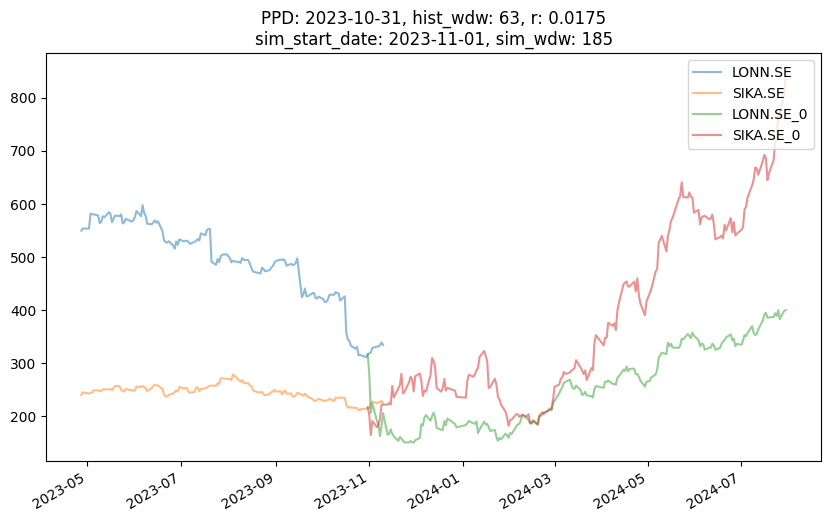 PPD: 2023-10-31, hist_wdw: 63, r: 0.0175
sim_start_date: 2023-11-01, sim_wdw: 185
LONN.SE
SIKA.SE
LONN.SE_0
SIKA.SE_0
800
700
600
500
400
300
200
2023-05
2023-07
2023-09
2023-11
2024-01
2024-03
2024-05
2024-07